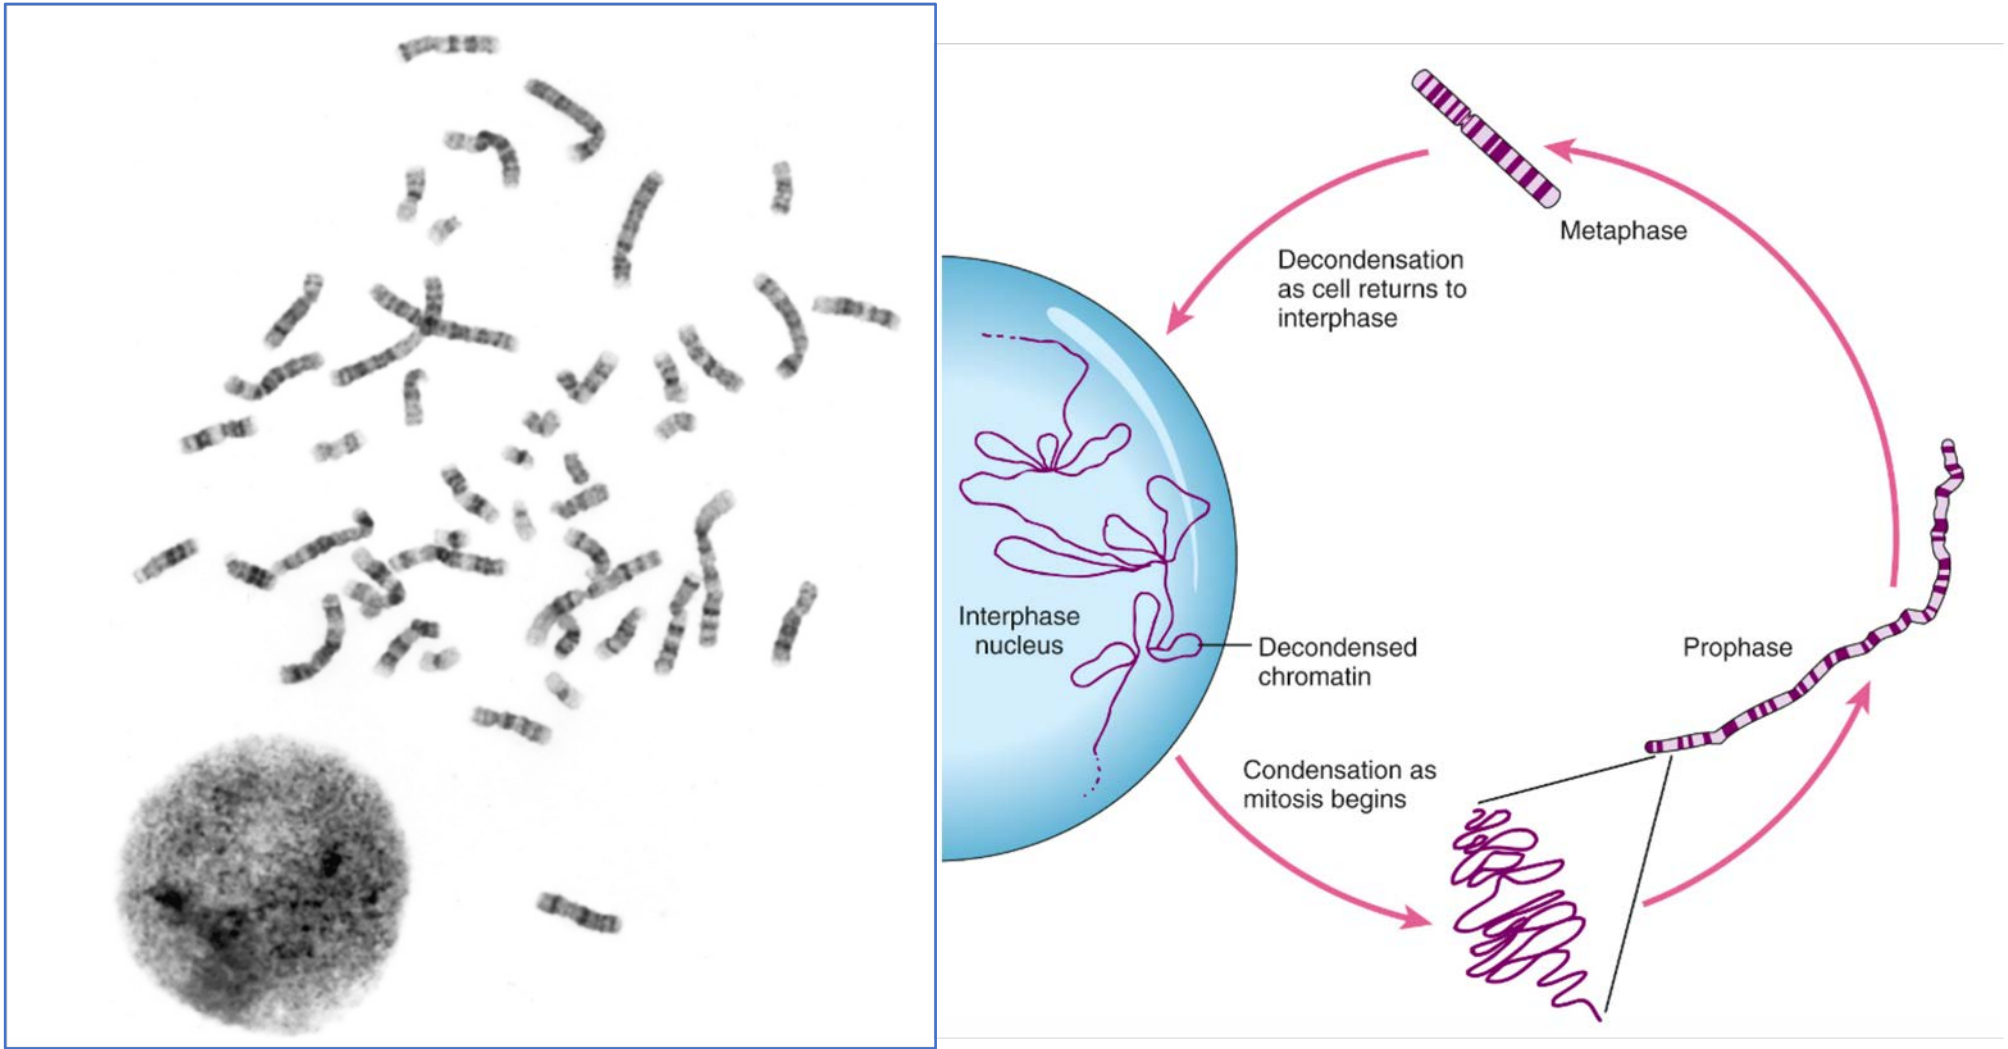 Metaphase
Decondensation
as cell returns to
interphase
Interphase
nucleus
Decondensed
chromatin
Prophase
Condensation as
mitosis begins